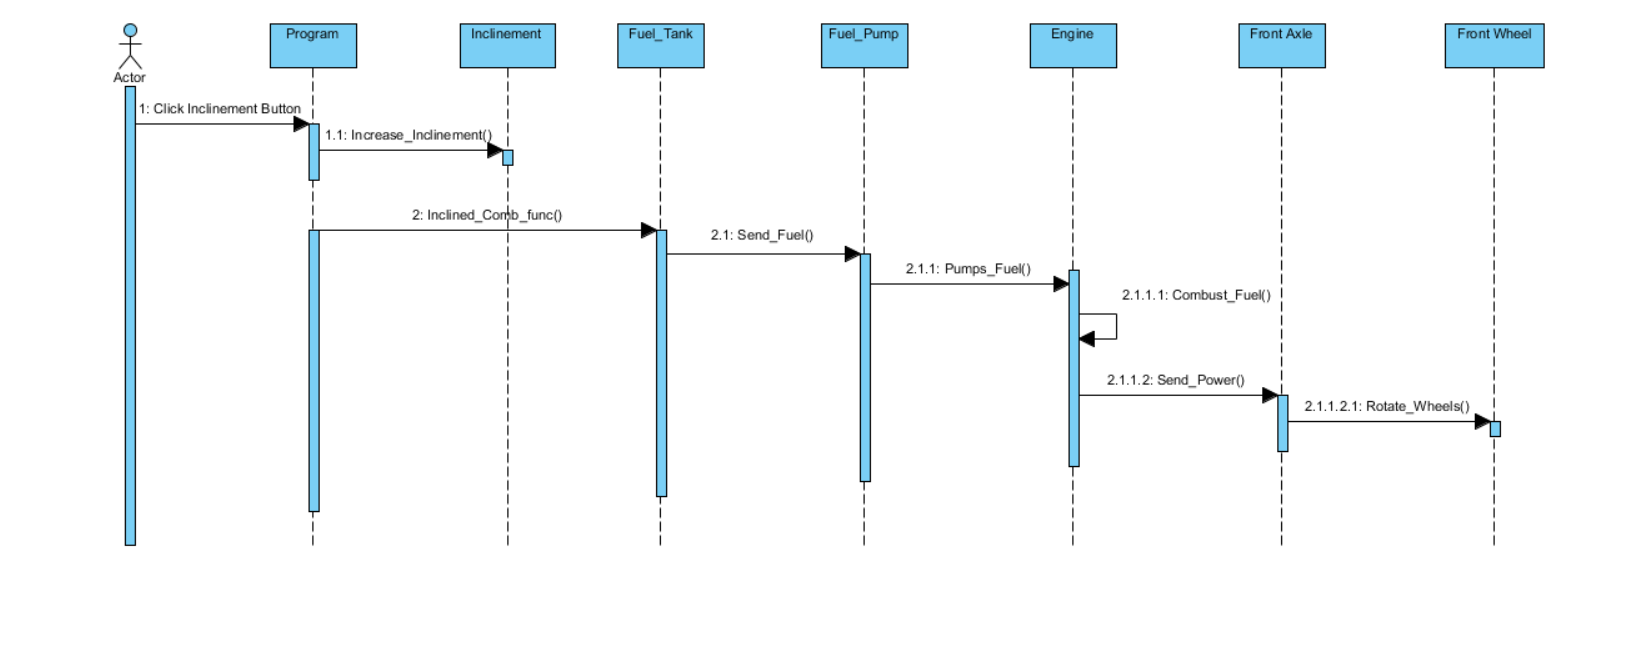 Program
Inclinement
Fuel_Tank
Fuel_Pump
Engine
Front Axle
Front Wheel
Actor
1: Click Inclinement Button
1.1: Increase_Inclinement()
2: Inclined_Comb_func()
2.1: Send_Fuel()
2.1.1: Pumps_Fuel()
2.1.1.1: Combust_Fuel()
2.1.1.2: Send_Power()
2.1.1.2.1: Rotate_Wheels()